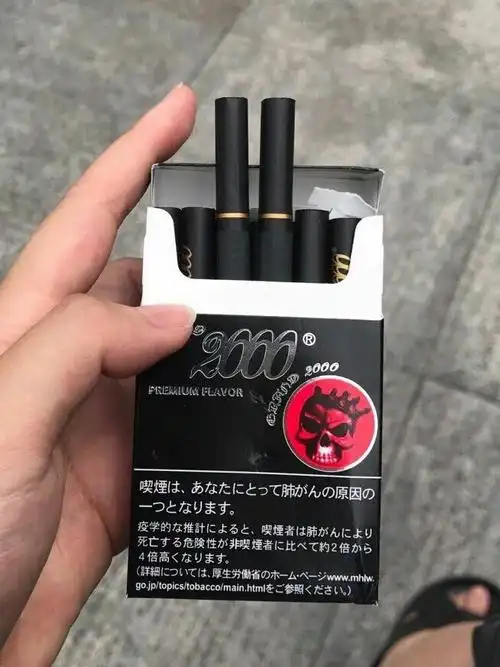 2000®
PREMIUM FLAVOR
GRAND 2000
喫煙は、あなたにとって肺がんの原因の
一つとなります。
疫学的な推計によると、喫煙者は肺がんにより
死亡する危険性が非喫煙者に比べて約2倍から
4倍高くなります。
(詳細については、厚生労働省のホーム・ページwww.mhlw.
go.jp/topics/tobacco/main.htmlをご参照ください。)